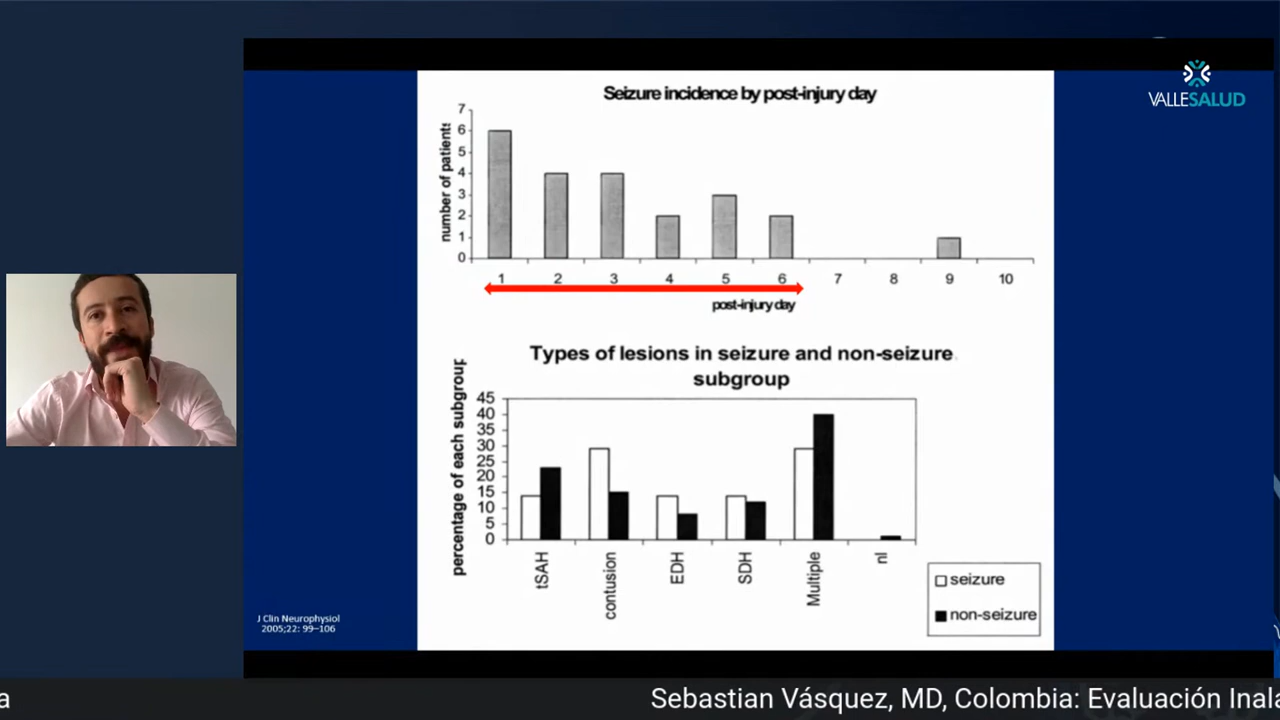 VALLESALUD
Seizure incidence by post-injury day
number of patients
7
6
5
4
3
2
1
0
1 2 3 4 5 6 7 8 9 10
post-injury day
Types of lesions in seizure and non-seizure
subgroup
percentage of each subgroup
45
40
35
30
25
20
15
10
5
0
tSAH contusion EDH SDH Multiple nl
seizure
non-seizure
J Clin Neurophysiol
2005;22: 99–106
a Sebastian Vásquez, MD, Colombia: Evaluación Inala